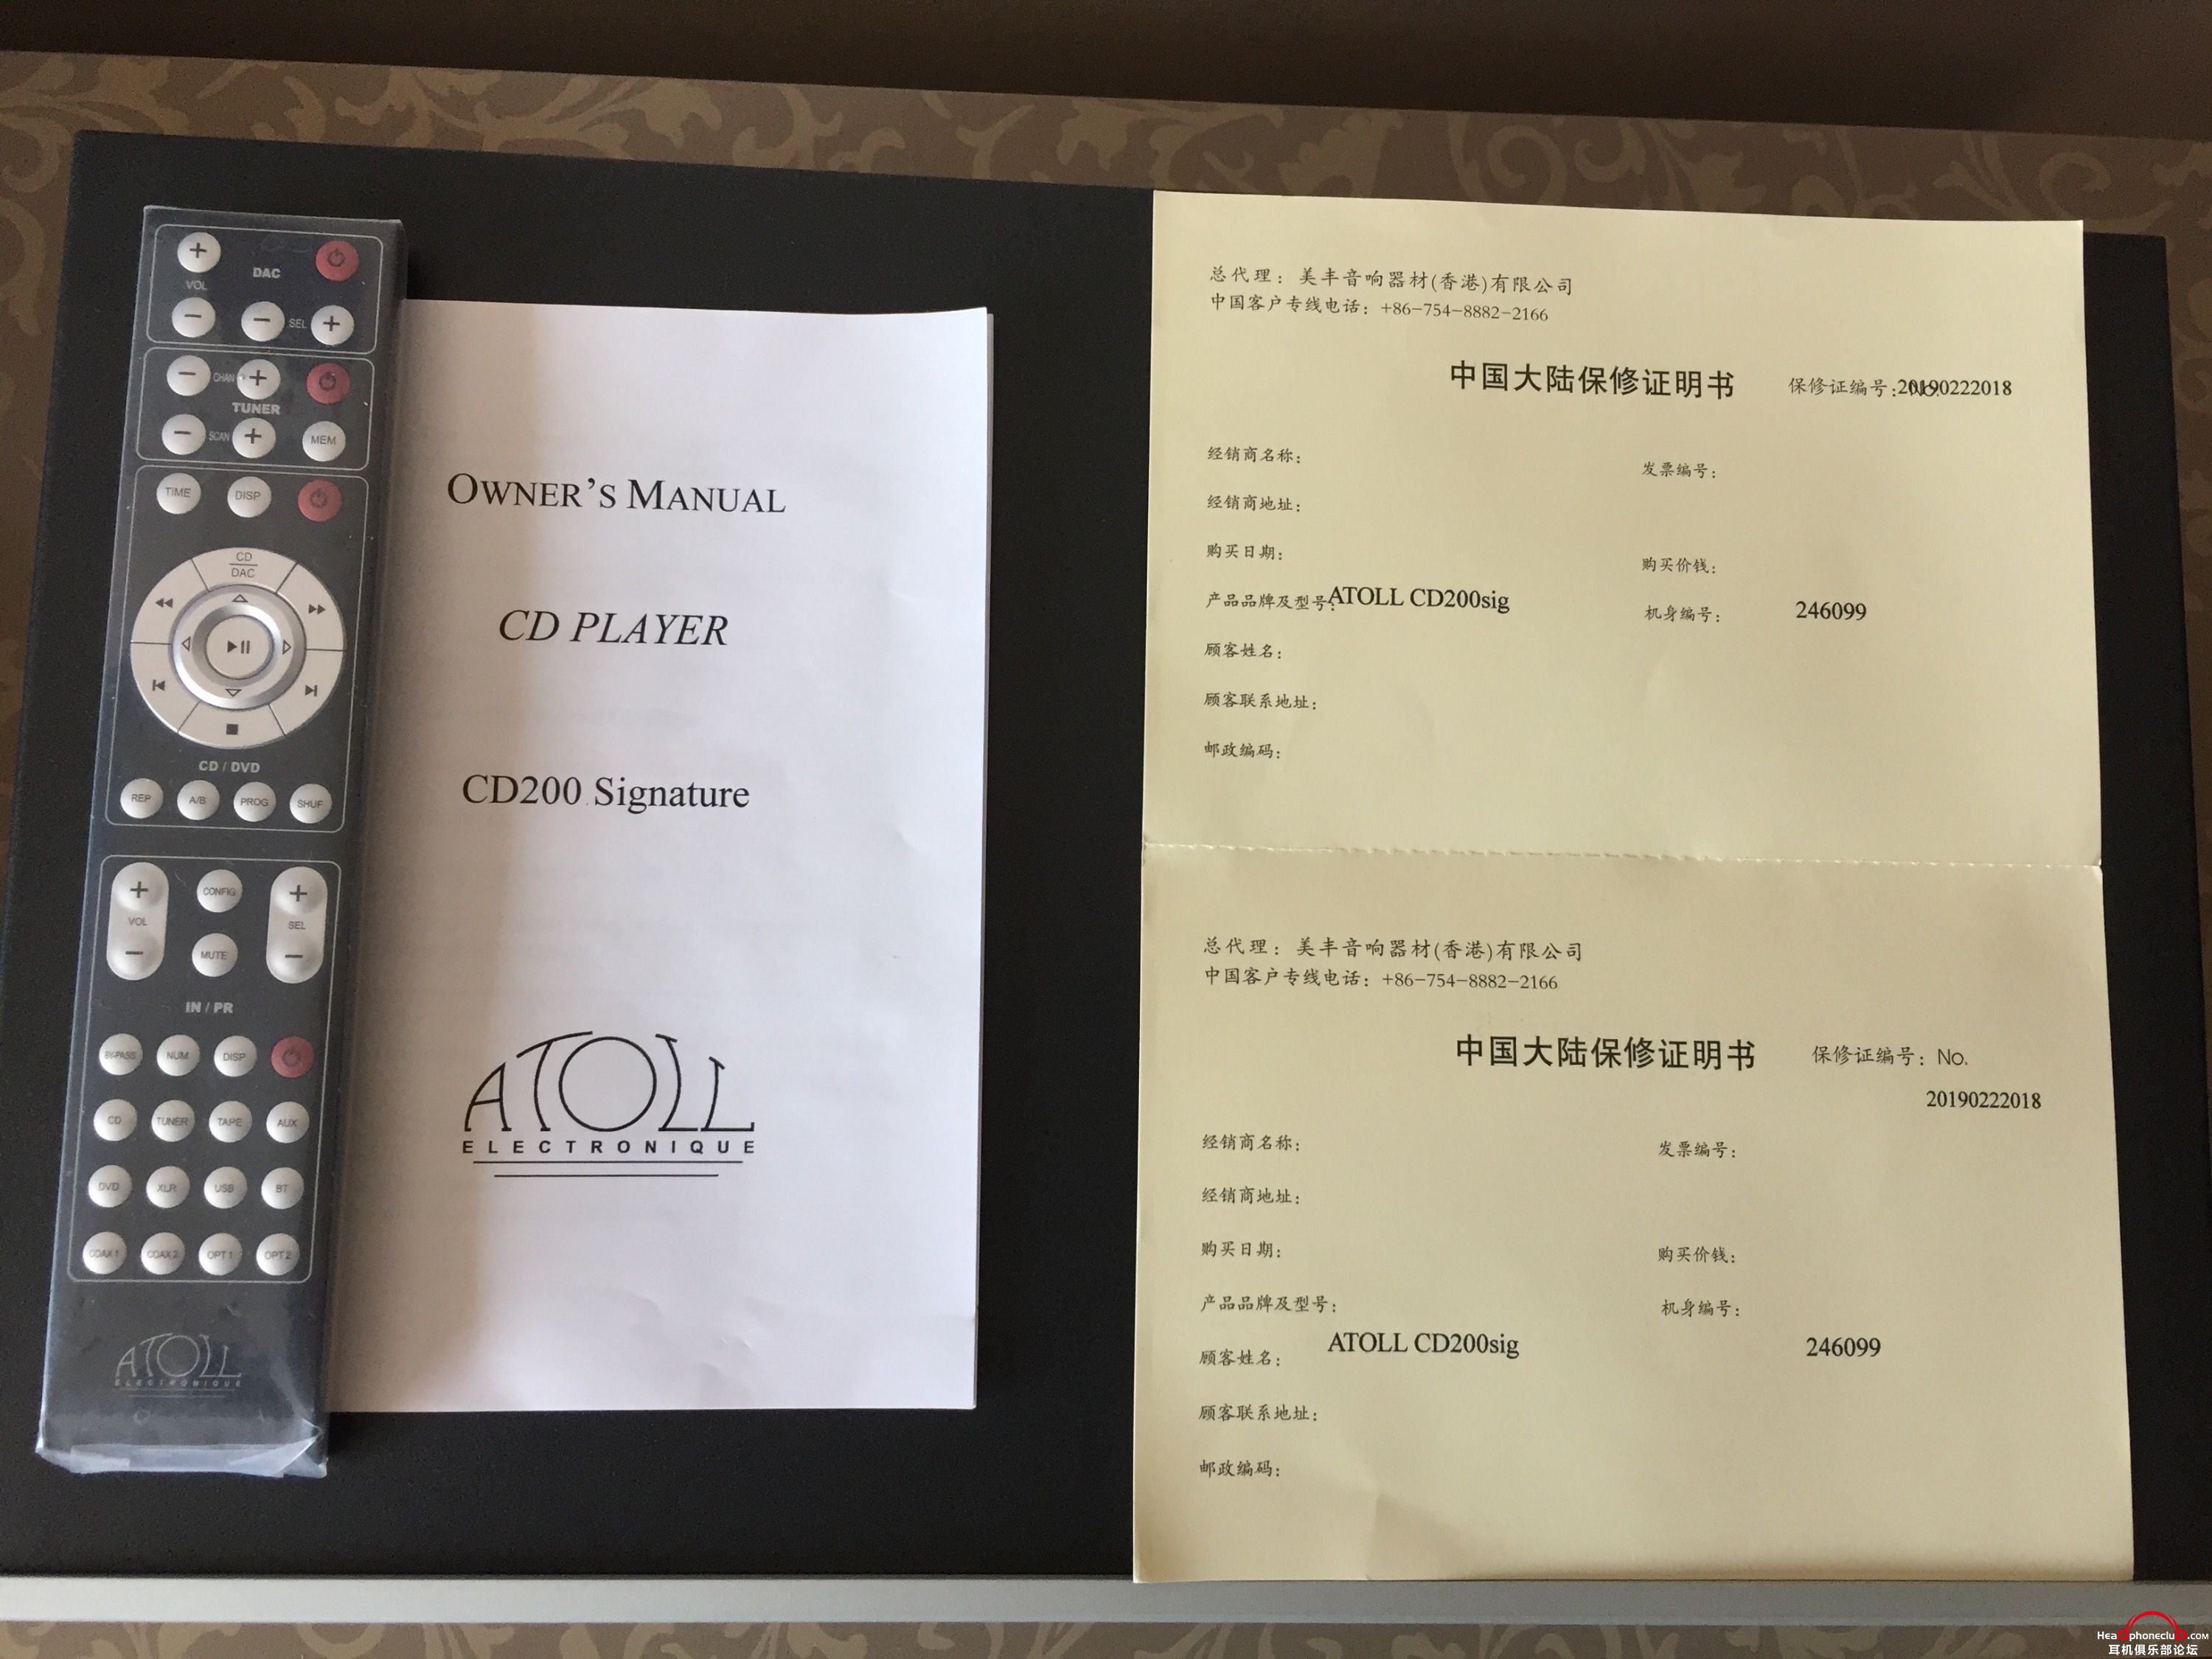 DAC
VOL
SEL
CHAN
TUNER
SCAN
MEM
TIME
DISP
CD
DAC
CD / DVD
REP
A/B
PROG
SHUF
CONFIG
VOL
SEL
MUTE
IN / PR
BY-PASS
NUM
DISP
CD
TUNER
TAPE
AUX
DVD
XLR
USB
BT
COAX 1
COAX 2
OPT 1
OPT 2
ATOLL
ELECTRONIQUE
OWNER'S MANUAL
CD PLAYER
CD200 Signature
ATOLL
ELECTRONIQUE
总代理：美丰音响器材(香港)有限公司
中国客户专线电话：+86-754-8882-2166
中国大陆保修证明书
保修证编号：No. 20190222018
经销商名称：
发票编号：
经销商地址：
购买日期：
购买价钱：
产品品牌及型号：ATOLL CD200sig
机身编号： 246099
顾客姓名：
顾客联系地址：
邮政编码：
总代理：美丰音响器材(香港)有限公司
中国客户专线电话：+86-754-8882-2166
中国大陆保修证明书
保修证编号：No.
20190222018
经销商名称：
发票编号：
经销商地址：
购买日期：
购买价钱：
产品品牌及型号：
机身编号：
ATOLL CD200sig
246099
顾客姓名：
顾客联系地址：
邮政编码：
Headphoneclub.com
耳机俱乐部论坛